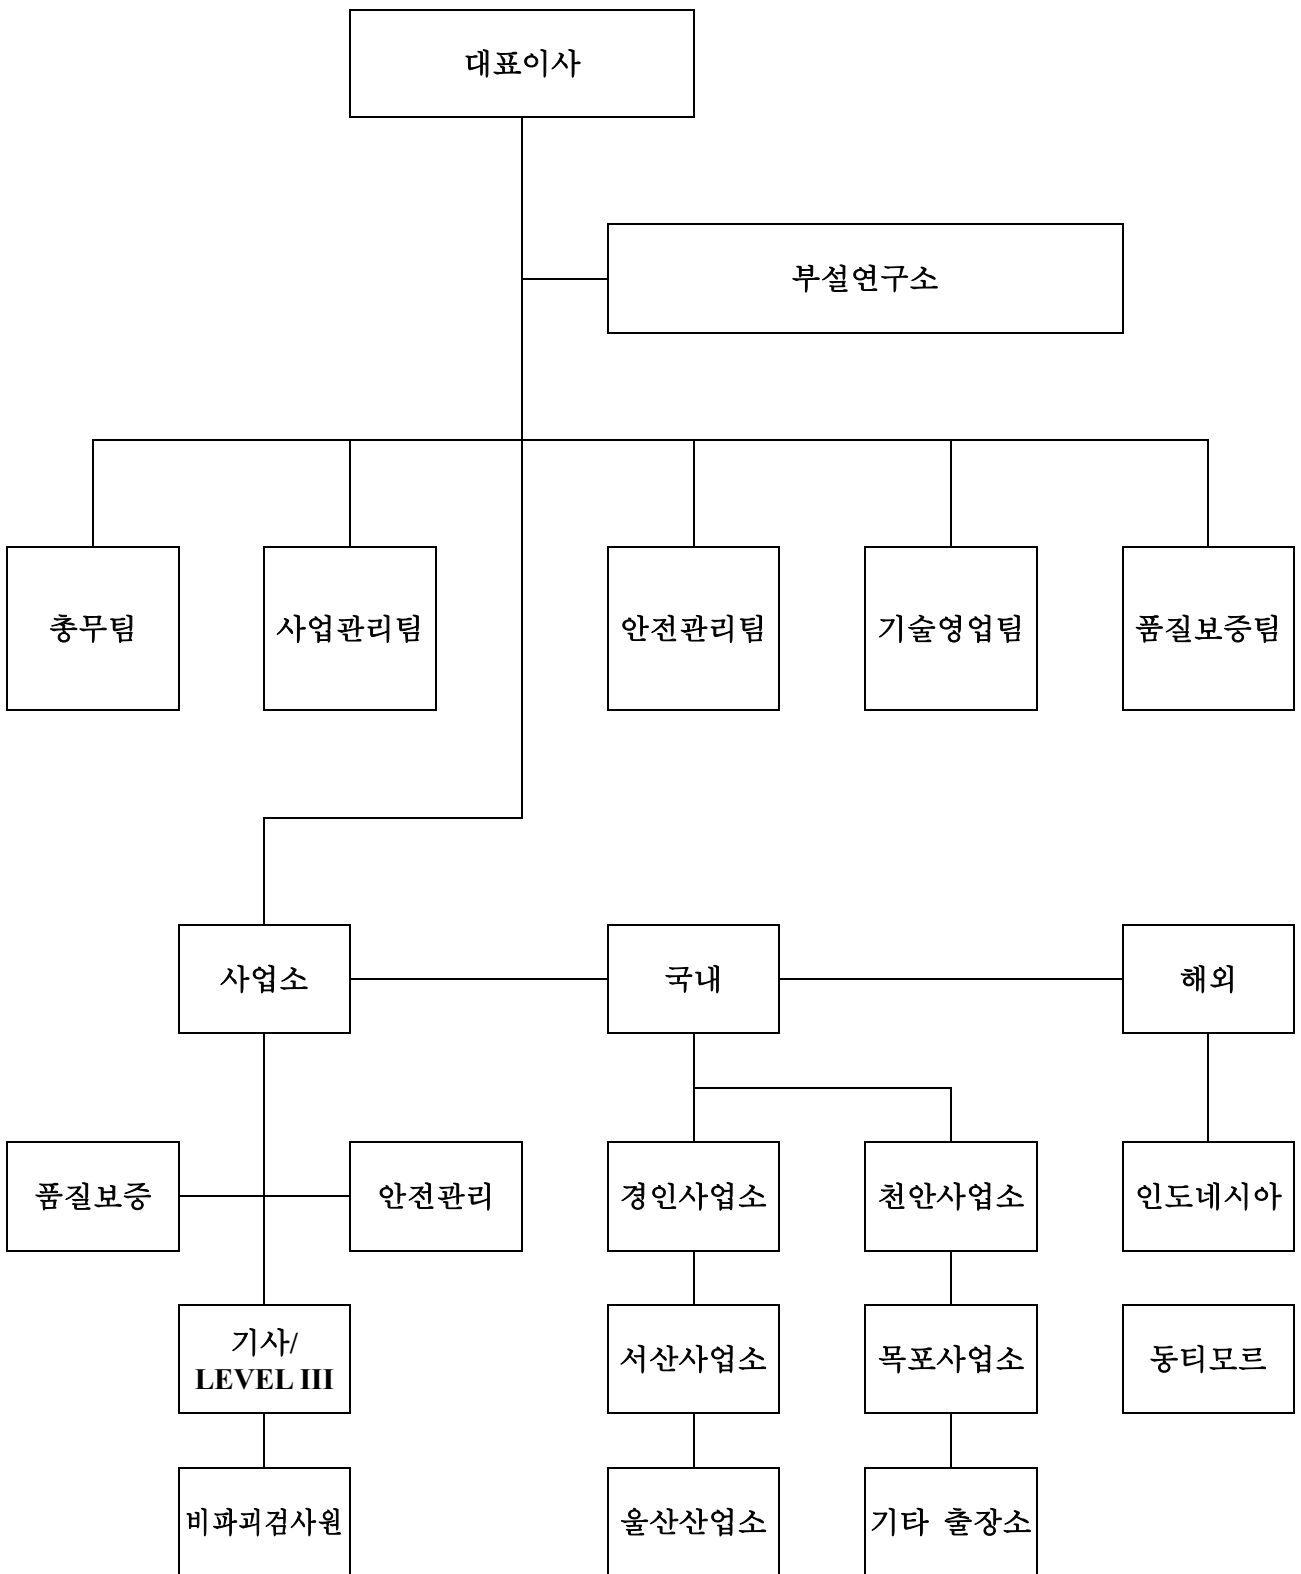 대표이사
부설연구소
총무팀
사업관리팀
안전관리팀
기술영업팀
품질보증팀
사업소
국내
해외
품질보증
안전관리
경인사업소
천안사업소
인도네시아
기사/
LEVEL III
서산사업소
목포사업소
동티모르
비파괴검사원
울산산업소
기타 출장소